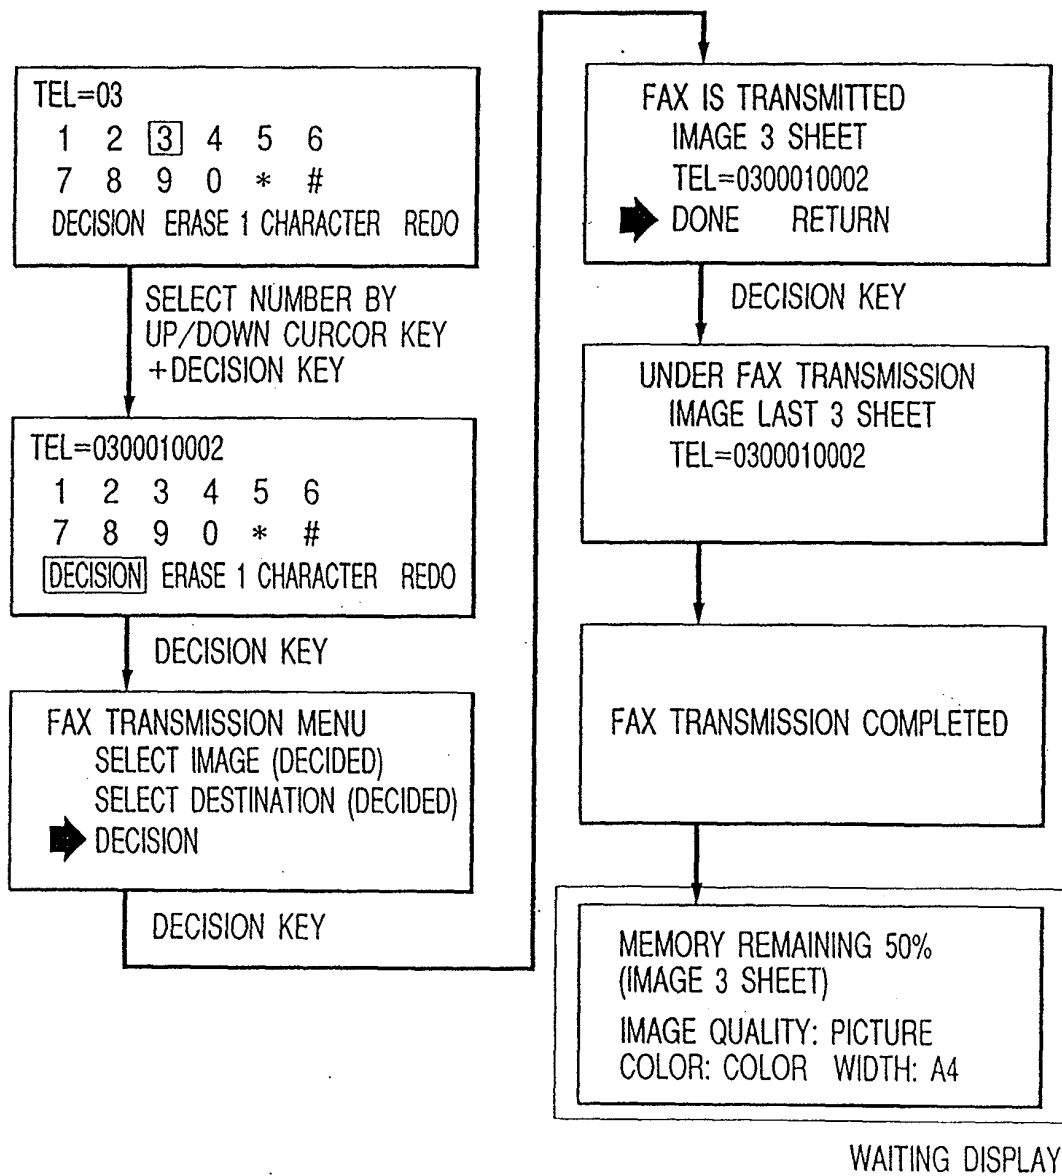 TEL=03
1 2 3 4 5 6
7 8 9 0 * #
DECISION ERASE 1 CHARACTER REDO
SELECT NUMBER BY
UP/DOWN CURCOR KEY
+DECISION KEY
TEL=0300010002
1 2 3 4 5 6
7 8 9 0 * #
DECISION ERASE 1 CHARACTER REDO
DECISION KEY
FAX TRANSMISSION MENU
SELECT IMAGE (DECIDED)
SELECT DESTINATION (DECIDED)
DECISION
DECISION KEY
FAX IS TRANSMITTED
IMAGE 3 SHEET
TEL=0300010002
DONE RETURN
DECISION KEY
UNDER FAX TRANSMISSION
IMAGE LAST 3 SHEET
TEL=0300010002
FAX TRANSMISSION COMPLETED
MEMORY REMAINING 50%
(IMAGE 3 SHEET)
IMAGE QUALITY: PICTURE
COLOR: COLOR WIDTH: A4
WAITING DISPLAY